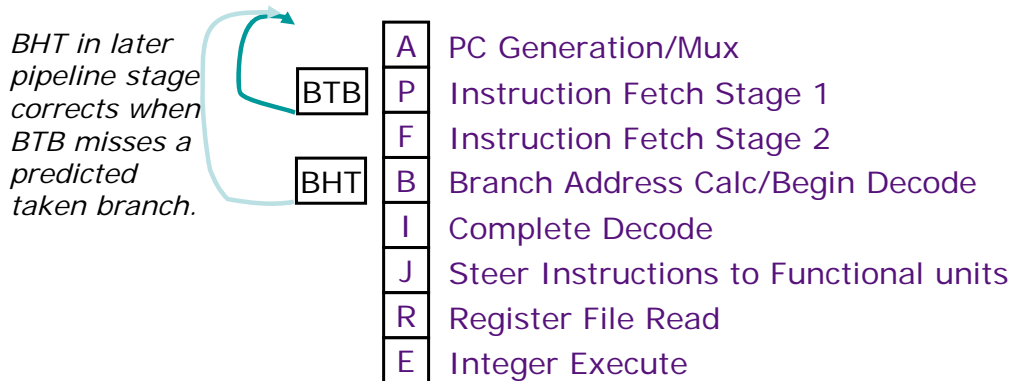 BHT in later
pipeline stage
corrects when
BTB misses a
predicted
taken branch.
A PC Generation/Mux
BTB P Instruction Fetch Stage 1
F Instruction Fetch Stage 2
BHT B Branch Address Calc/Begin Decode
I Complete Decode
J Steer Instructions to Functional units
R Register File Read
E Integer Execute